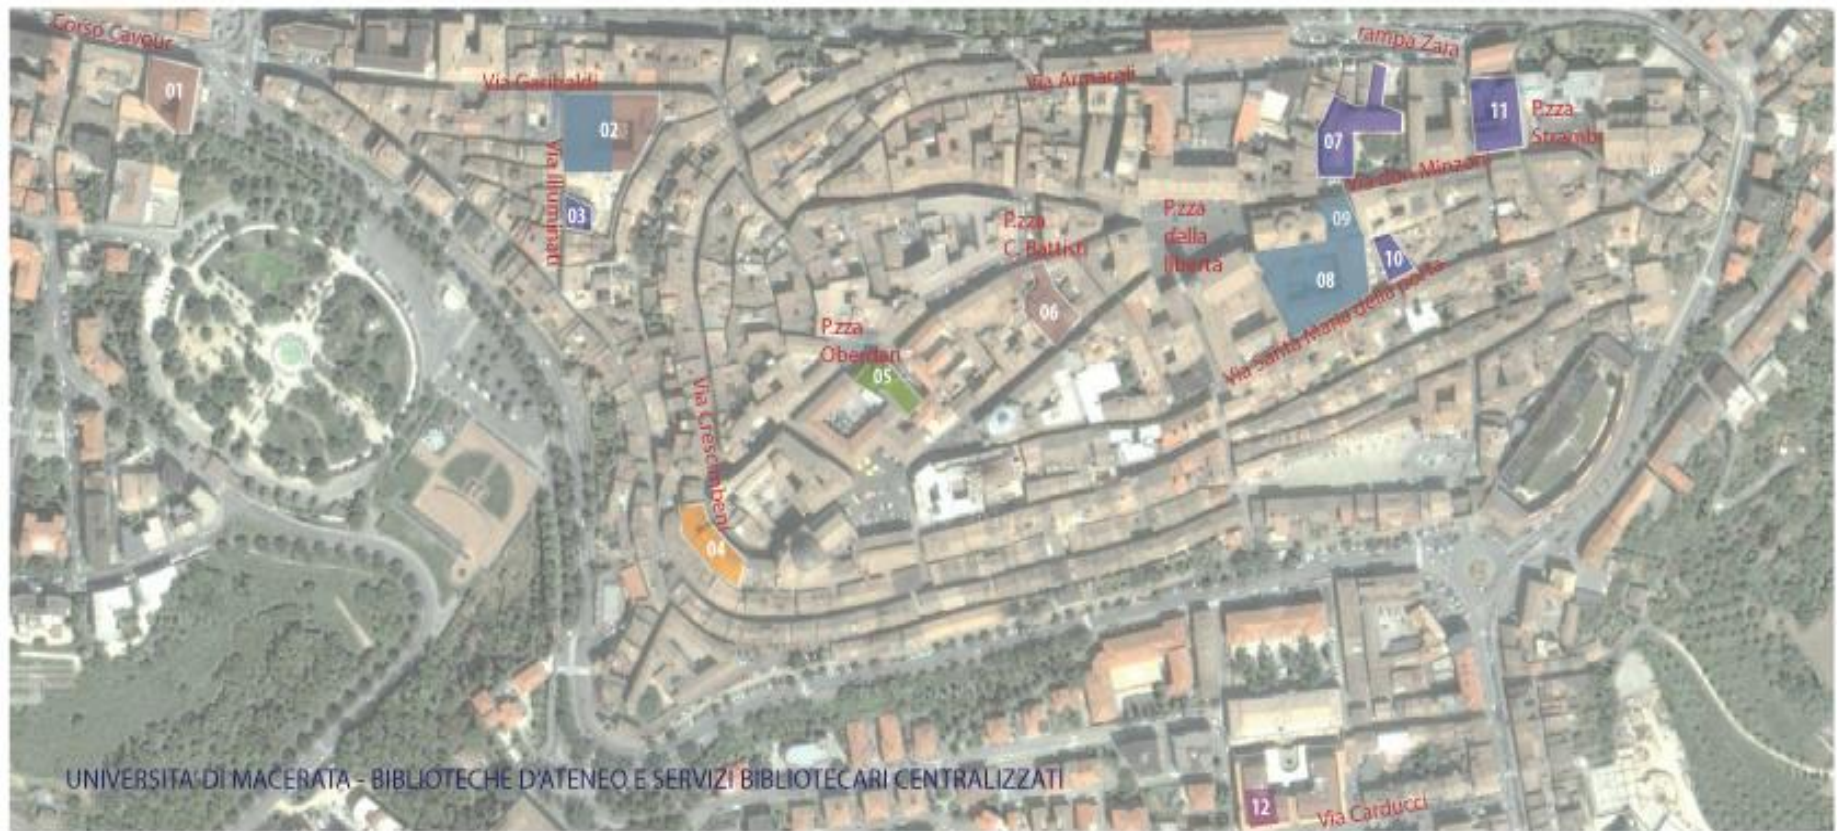 Corso Cavour
01
Via Garibaldi
02
Via Illuminati
03
Via Armaroli
rampa Zara
07
11
P.zza
Strambi
Via Don Minzoni
P.zza
C. Battisti
06
P.zza
della
libertà
09
08
10
Via Santa Maria della porta
P.zza
Oberdan
05
Via Crescimbeni
04
UNIVERSITA' DI MACERATA - BIBLIOTECHE D'ATENEO E SERVIZI BIBLIOTECARI CENTRALIZZATI
12
Via Carducci